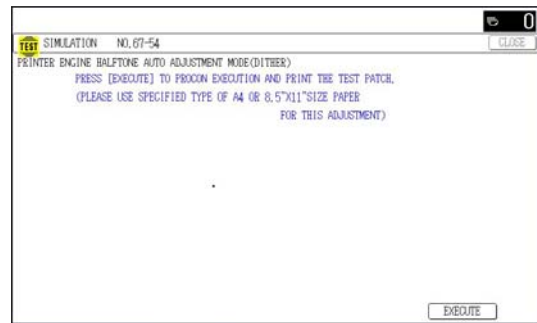 0
TEST SIMULATION NO.67-54 CLOSE
PRINTER ENGINE HALFTONE AUTO ADJUSTMENT MODE(DITHER)
PRESS [EXECUTE] TO PROCON EXECUTION AND PRINT THE TEST PATCH.
(PLEASE USE SPECIFIED TYPE OF A4 OR 8.5"X11"SIZE PAPER
FOR THIS ADJUSTMENT)
EXECUTE